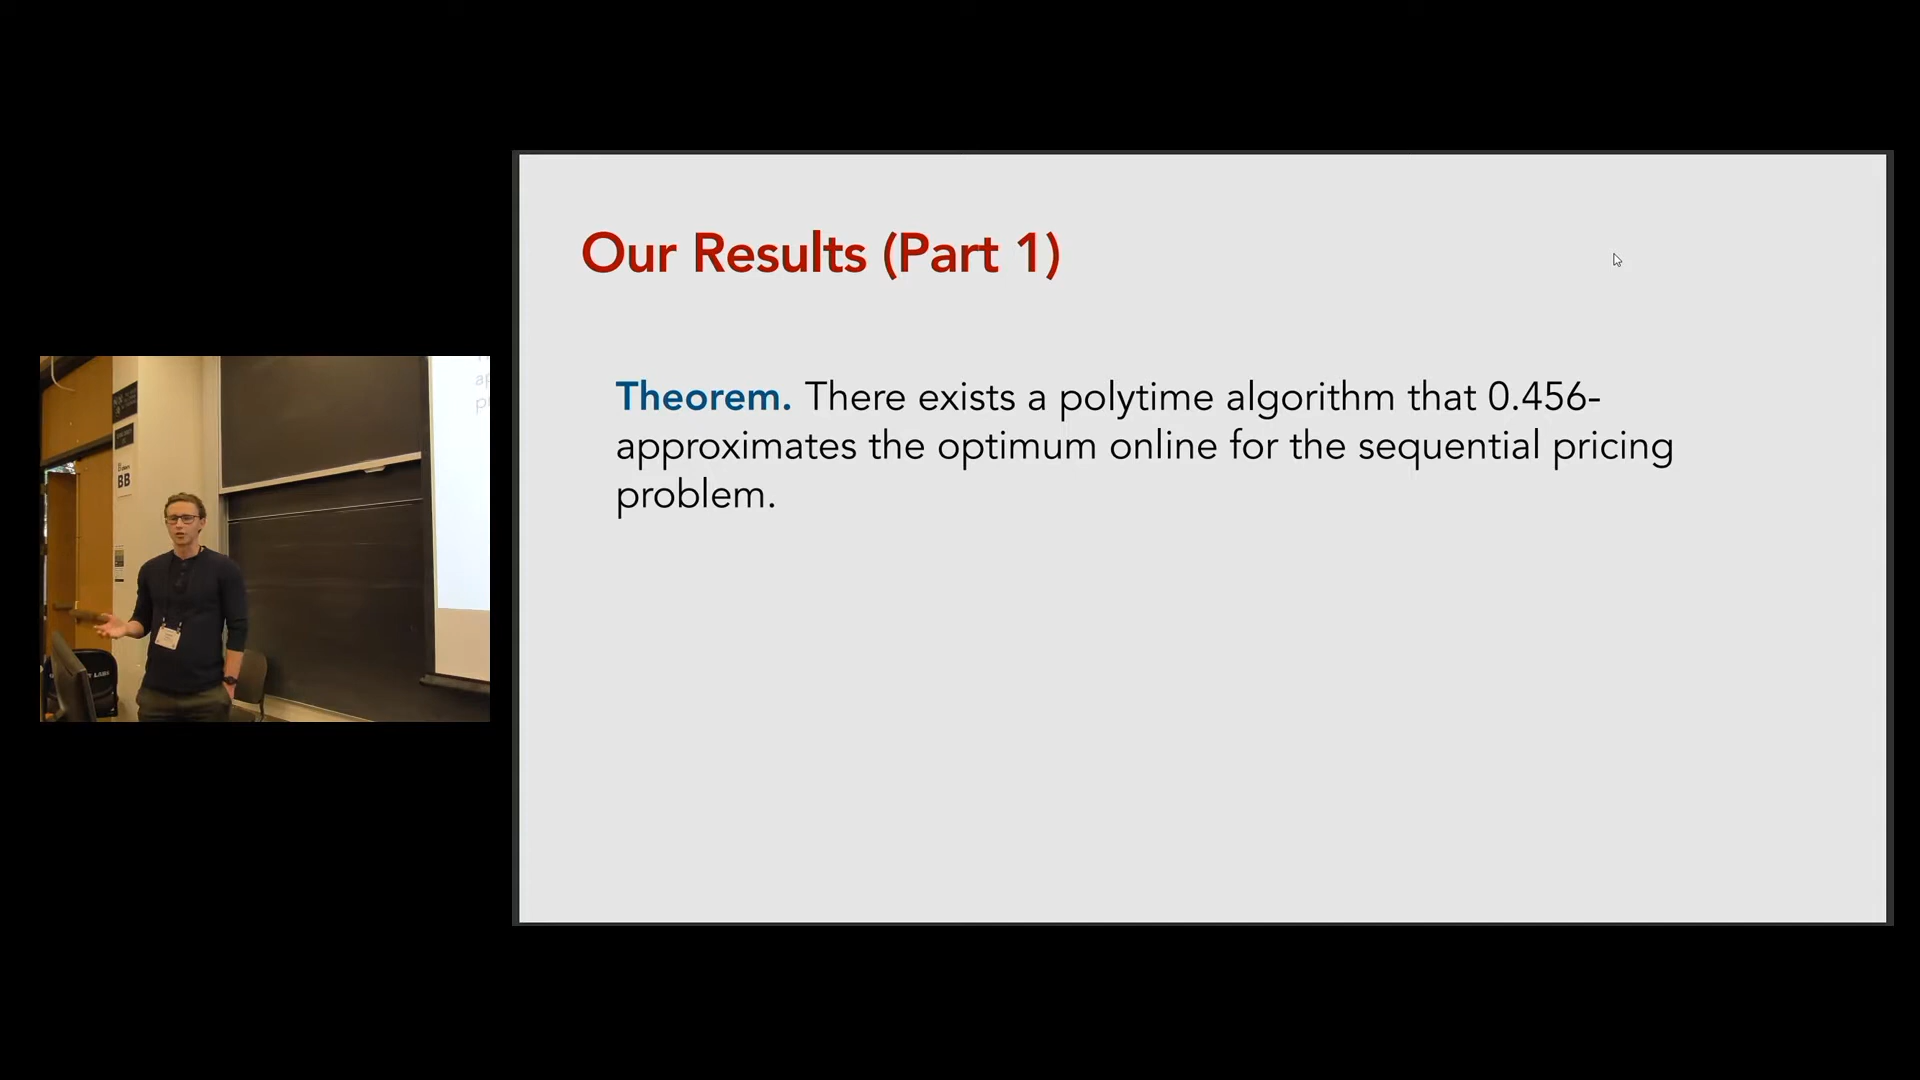 Our Results (Part 1)
Theorem. There exists a polytime algorithm that 0.456-
approximates the optimum online for the sequential pricing
problem.
BB